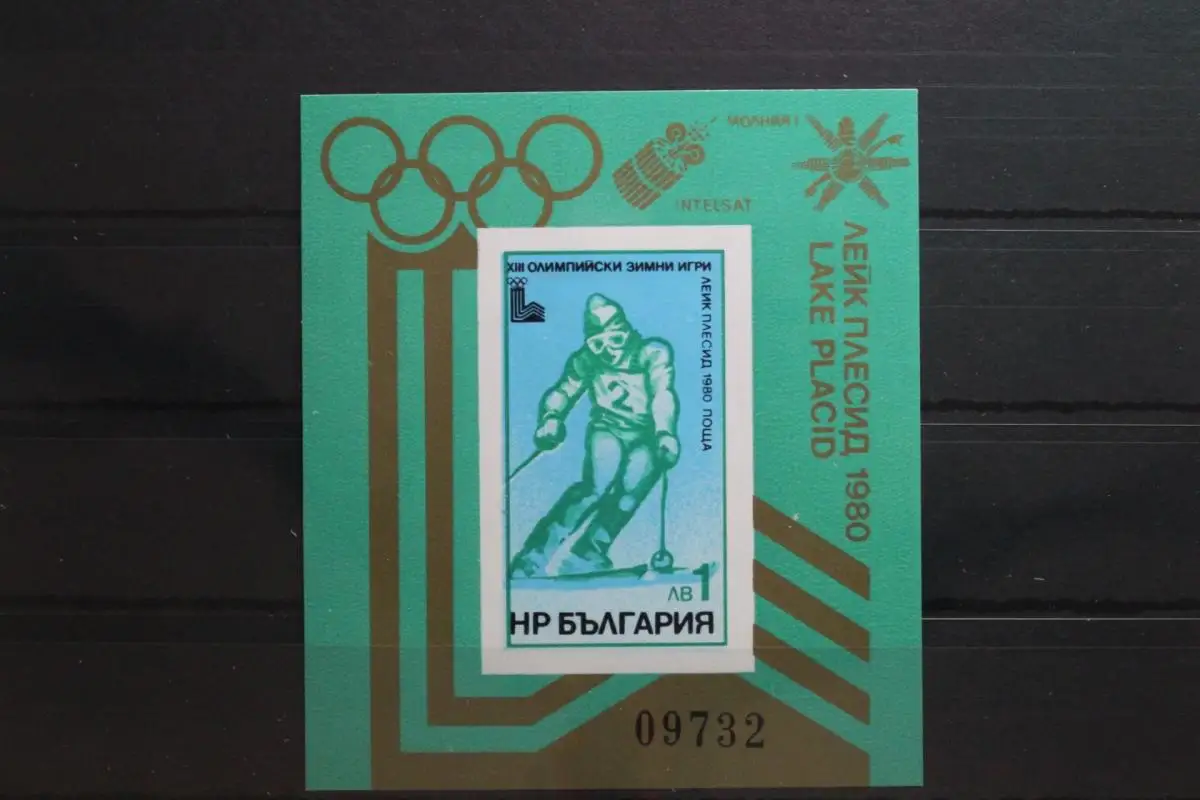 МОЛНИЯ I
INTELSAT
ЛЕЙК ПЛЕСИД 1980
LAKE PLACID
XIII ОЛИМПИЙСКИ ЗИМНИ ИГРИ
ЛЕЙК ПЛЕСИД 1980 ПОЩА
2
ЛВ 1
НР БЪЛГАРИЯ
09732